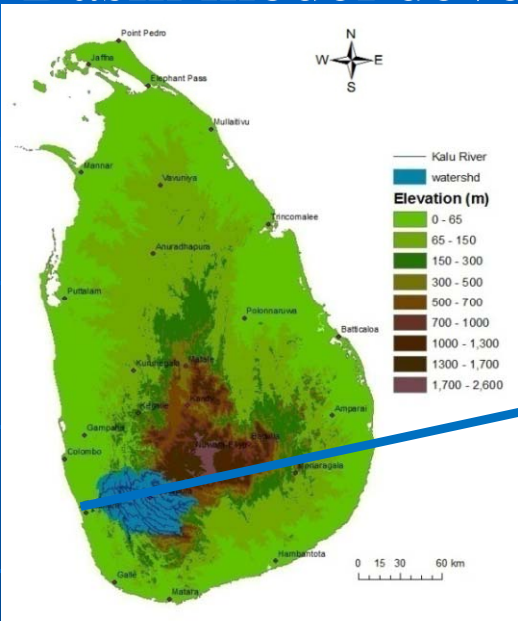 Point Pedro
N
Jaffna
W E
Elephant Pass
S
Mullaitivu
Kalu River
Mannar
watershd
Vavuniya
Elevation (m)
0 - 65
Trincomalee
65 - 150
150 - 300
Anuradhapura
300 - 500
500 - 700
Puttalam
700 - 1000
Polonnaruwa
1000 - 1,300
Batticaloa
1300 - 1,700
Kurunegala
Matale
1,700 - 2,600
Kandy
Kegalle
Amparai
Gampaha
Colombo
Monaragala
Hambantota
0 15 30 60 km
Galle
Matara